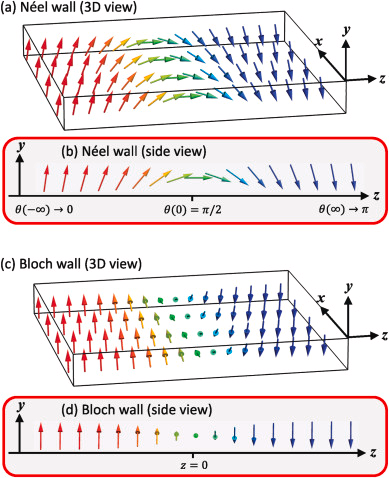 (a) Néel wall (3D view)
x
y
z
y
(b) Néel wall (side view)
z
θ(-∞) → 0
θ(0) = π/2
θ(∞) → π
(c) Bloch wall (3D view)
x
y
z
y
(d) Bloch wall (side view)
z
z = 0